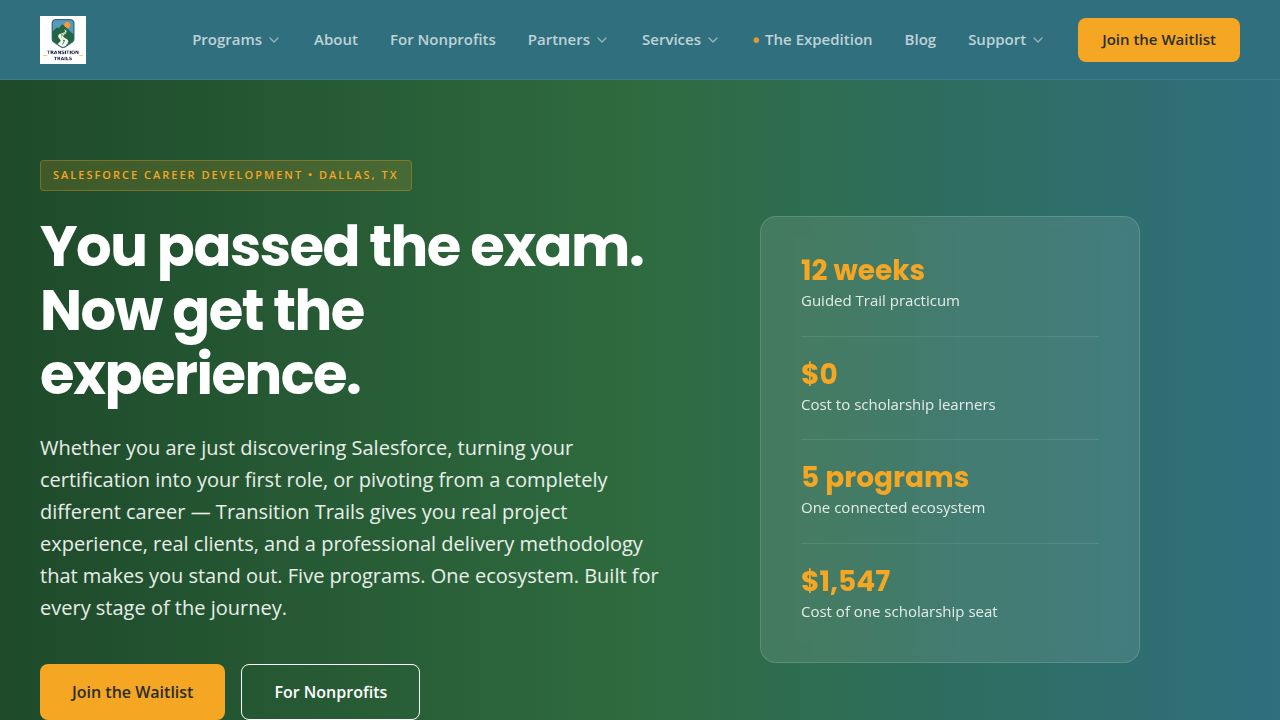 TRANSITION
TRAILS
Programs
About
For Nonprofits
Partners
Services
• The Expedition
Blog
Support
Join the Waitlist
SALESFORCE CAREER DEVELOPMENT • DALLAS, TX
You passed the exam.
Now get the
experience.
Whether you are just discovering Salesforce, turning your
certification into your first role, or pivoting from a completely
different career — Transition Trails gives you real project
experience, real clients, and a professional delivery methodology
that makes you stand out. Five programs. One ecosystem. Built for
every stage of the journey.
Join the Waitlist
For Nonprofits
12 weeks
Guided Trail practicum
$0
Cost to scholarship learners
5 programs
One connected ecosystem
$1,547
Cost of one scholarship seat